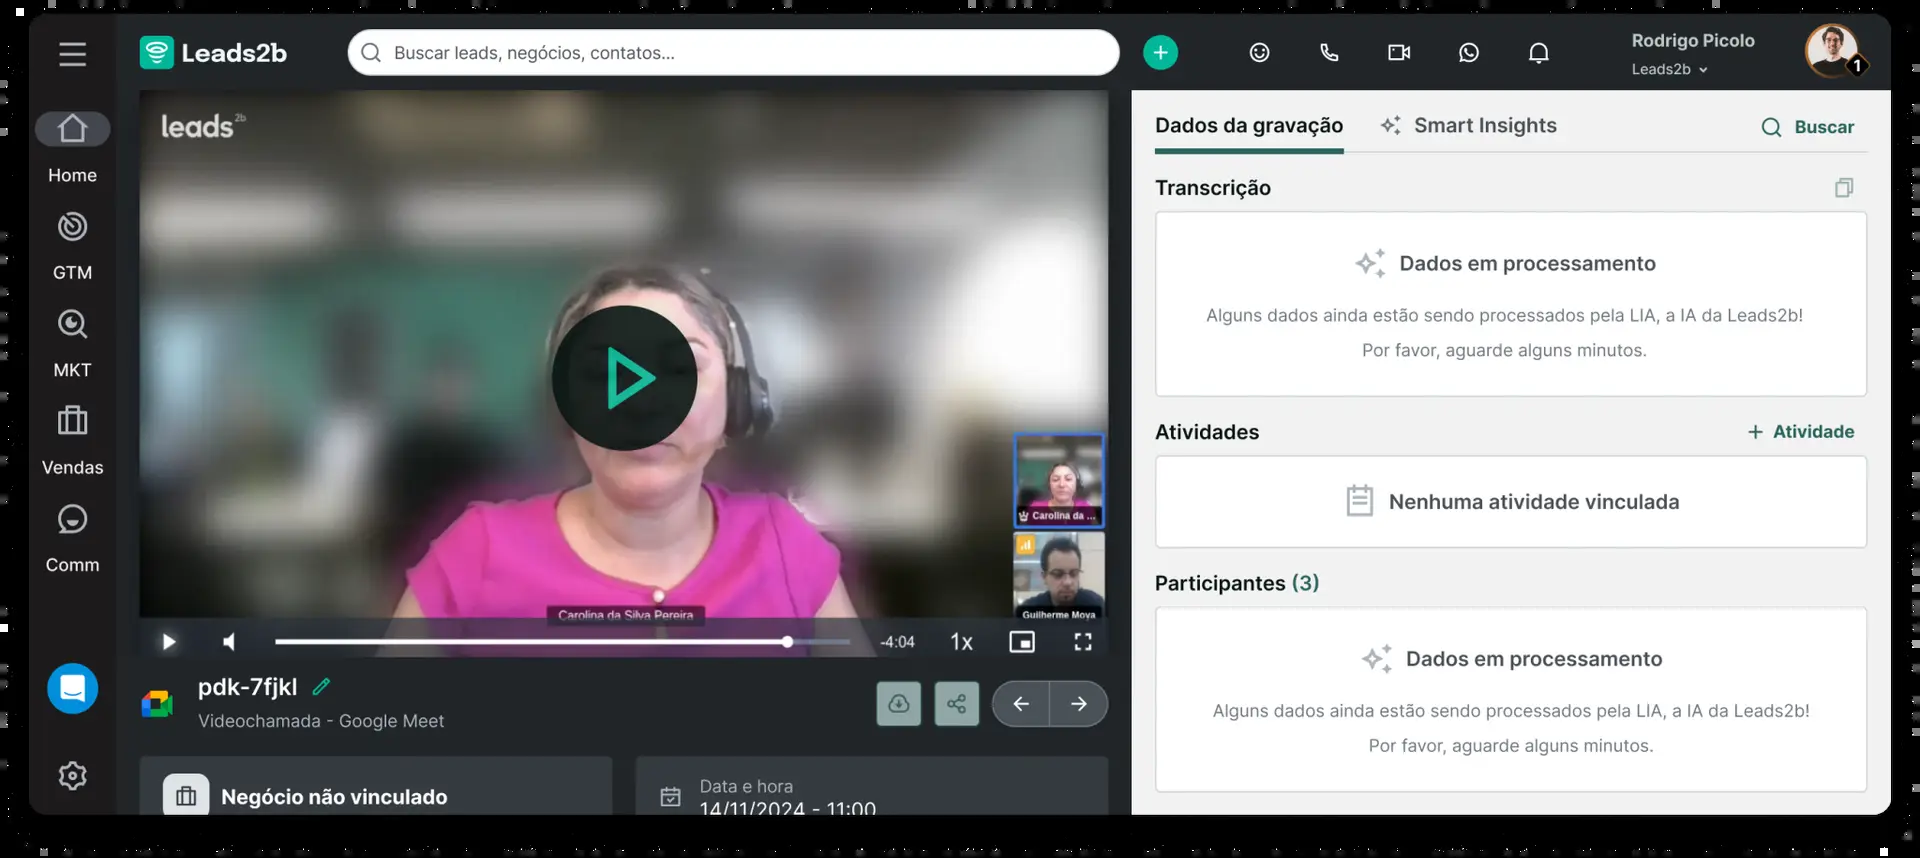 Leads2b
Buscar leads, negócios, contatos...
Rodrigo Picolo
Leads2b
1
Home
GTM
MKT
Vendas
Comm
leads2b
Carolina da ...
Guilherme Moya
Carolina da Silva Pereira
-4:04
1x
pdk-7fjkl
Videochamada - Google Meet
Negócio não vinculado
Data e hora
14/11/2024 - 11:00
Dados da gravação
Smart Insights
Buscar
Transcrição
Dados em processamento
Alguns dados ainda estão sendo processados pela LIA, a IA da Leads2b!
Por favor, aguarde alguns minutos.
Atividades
+ Atividade
Nenhuma atividade vinculada
Participantes (3)
Dados em processamento
Alguns dados ainda estão sendo processados pela LIA, a IA da Leads2b!
Por favor, aguarde alguns minutos.